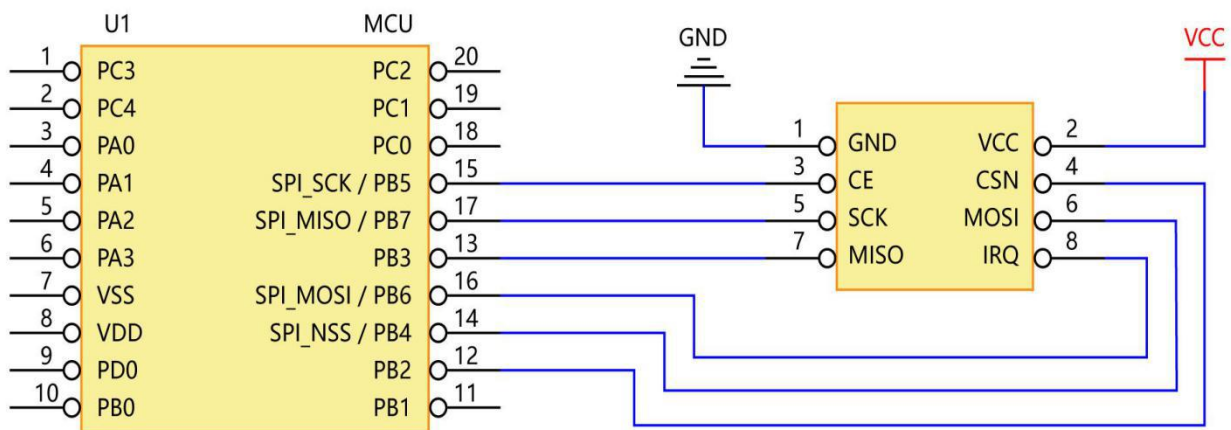 U1 MCU
GND
VCC
1 PC3 PC2 20
2 PC4 PC1 19
3 PA0 PC0 18
4 PA1 SPI_SCK / PB5 15
5 PA2 SPI_MISO / PB7 17
6 PA3 PB3 13
7 VSS SPI_MOSI / PB6 16
8 VDD SPI_NSS / PB4 14
9 PD0 PB2 12
10 PB0 PB1 11
1 GND VCC 2
3 CE CSN 4
5 SCK MOSI 6
7 MISO IRQ 8